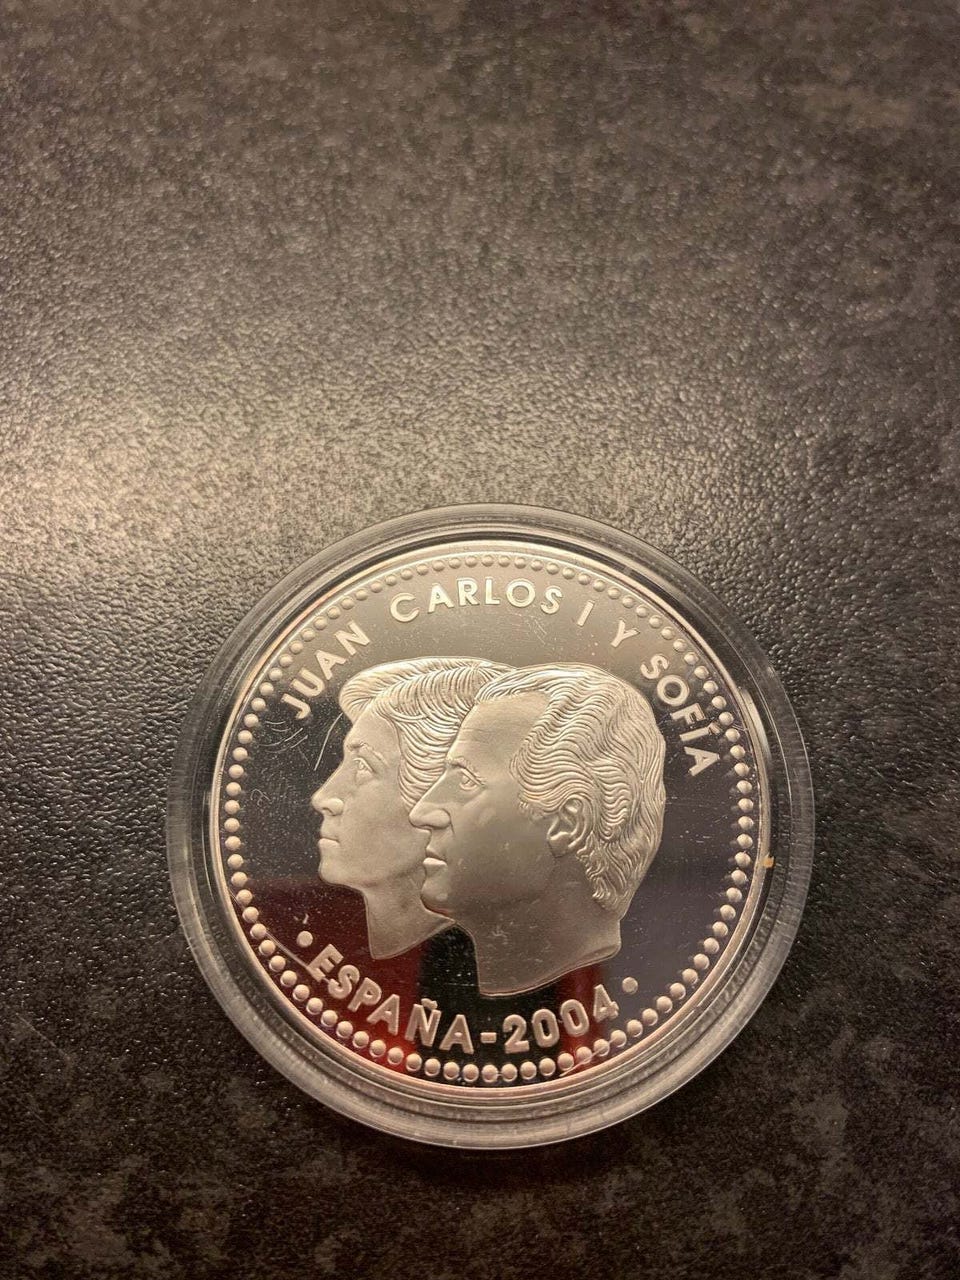 JUAN CARLOS I Y SOFÍA
• ESPAÑA - 2004 •